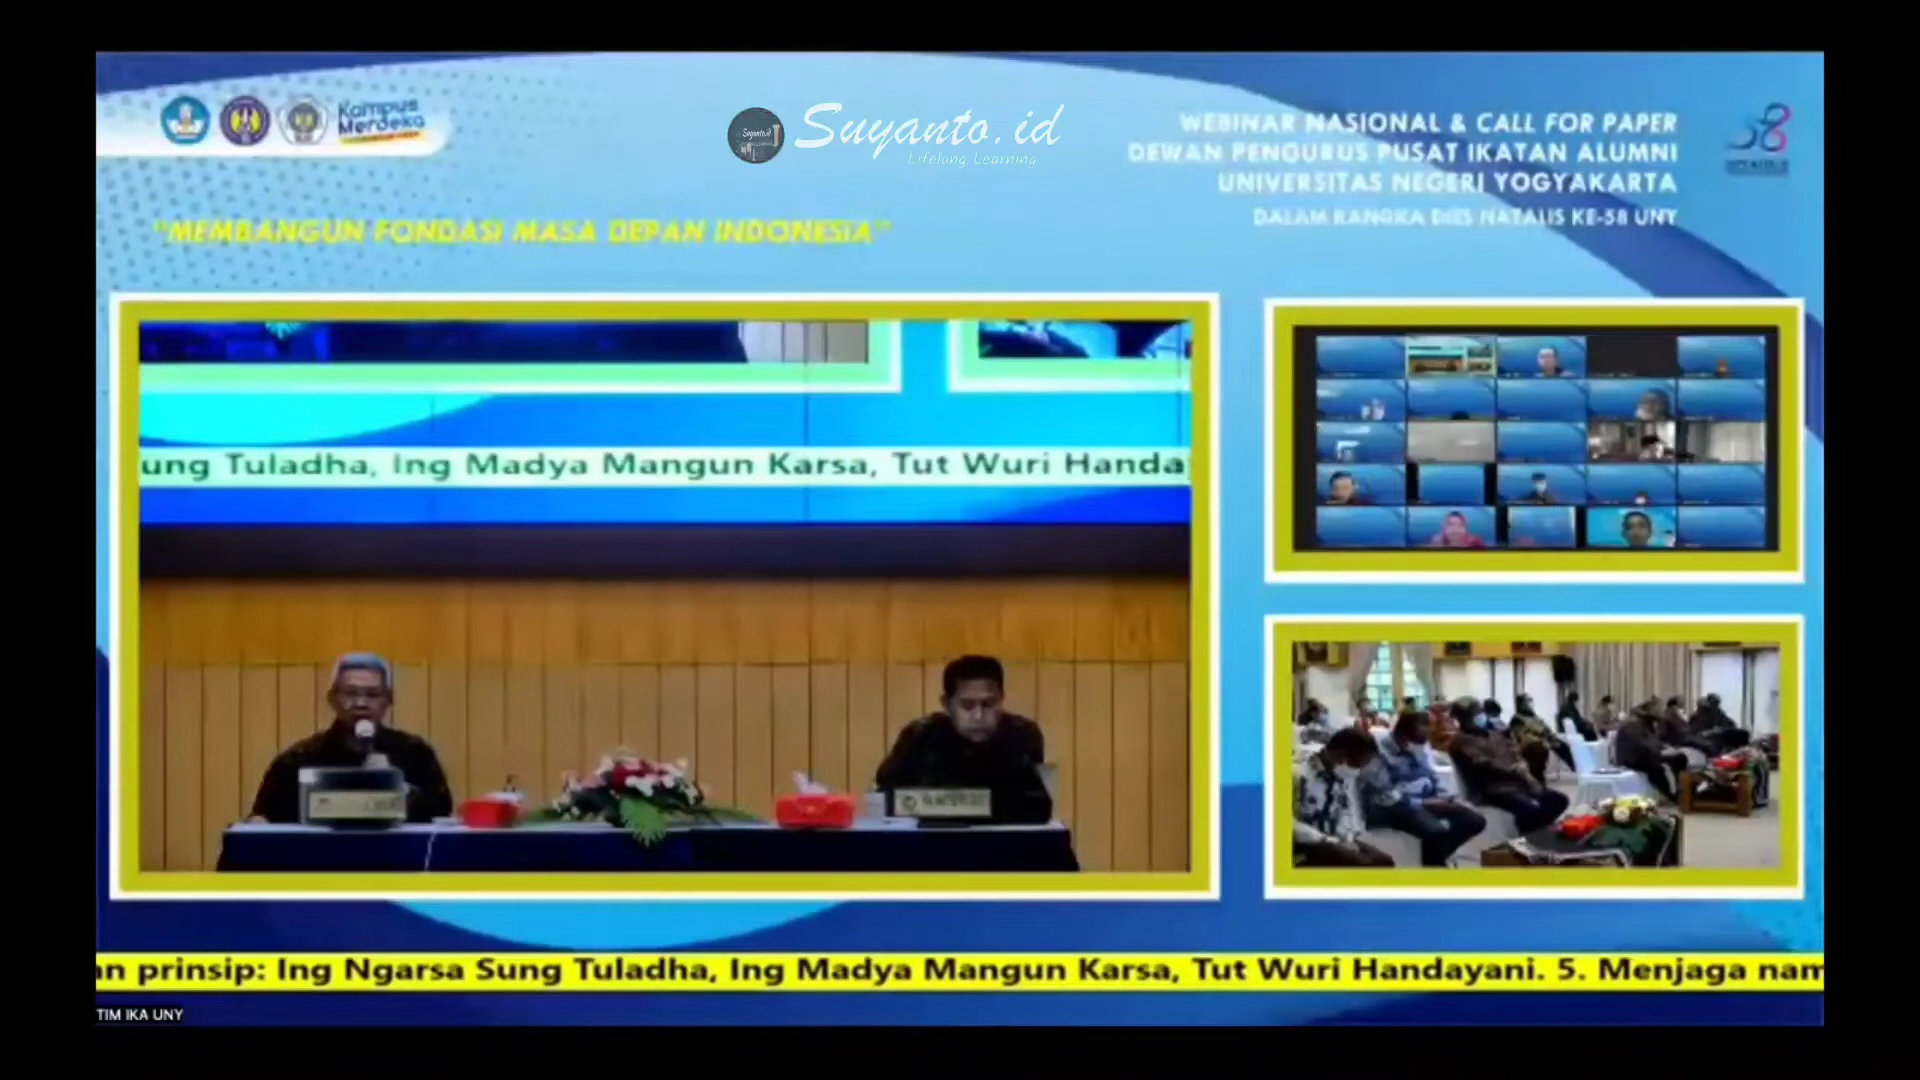 Kampus
Merdeka
Suyanto.id
Lifelong Learning
WEBINAR NASIONAL & CALL FOR PAPER
DEWAN PENGURUS PUSAT IKATAN ALUMNI
UNIVERSITAS NEGERI YOGYAKARTA
DALAM RANGKA DIES NATALIS KE-58 UNY
58
"MEMBANGUN FONDASI MASA DEPAN INDONESIA"
ung Tuladha, Ing Madya Mangun Karsa, Tut Wuri Handa
an prinsip: Ing Ngarsa Sung Tuladha, Ing Madya Mangun Karsa, Tut Wuri Handayani. 5. Menjaga nam
TIM IKA UNY